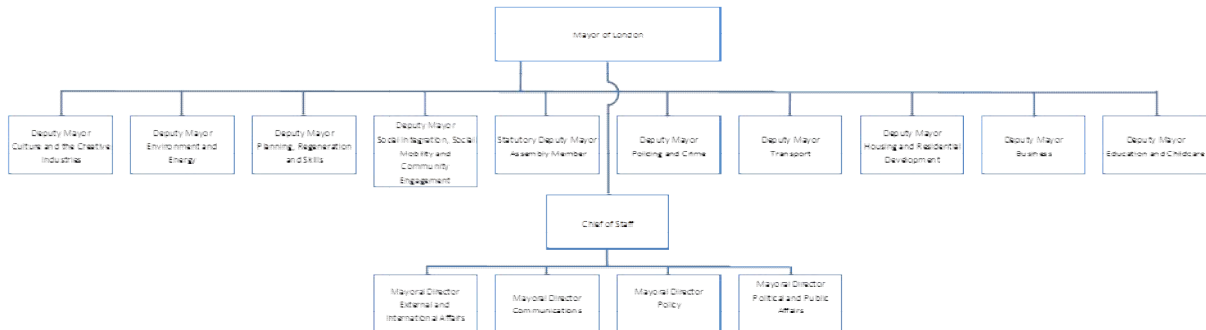 Mayor of London
Deputy Mayor
Culture and the Creative
Industries
Deputy Mayor
Environment and
Energy
Deputy Mayor
Planning, Regeneration
and Skills
Deputy Mayor
Social Integration, Social
Mobility and
Community
Engagement
Statutory Deputy Mayor
Assembly Member
Deputy Mayor
Policing and Crime
Deputy Mayor
Transport
Deputy Mayor
Housing and Residential
Development
Deputy Mayor
Business
Deputy Mayor
Education and Childcare
Chief of Staff
Mayoral Director
External and
International Affairs
Mayoral Director
Communications
Mayoral Director
Policy
Mayoral Director
Political and Public
Affairs